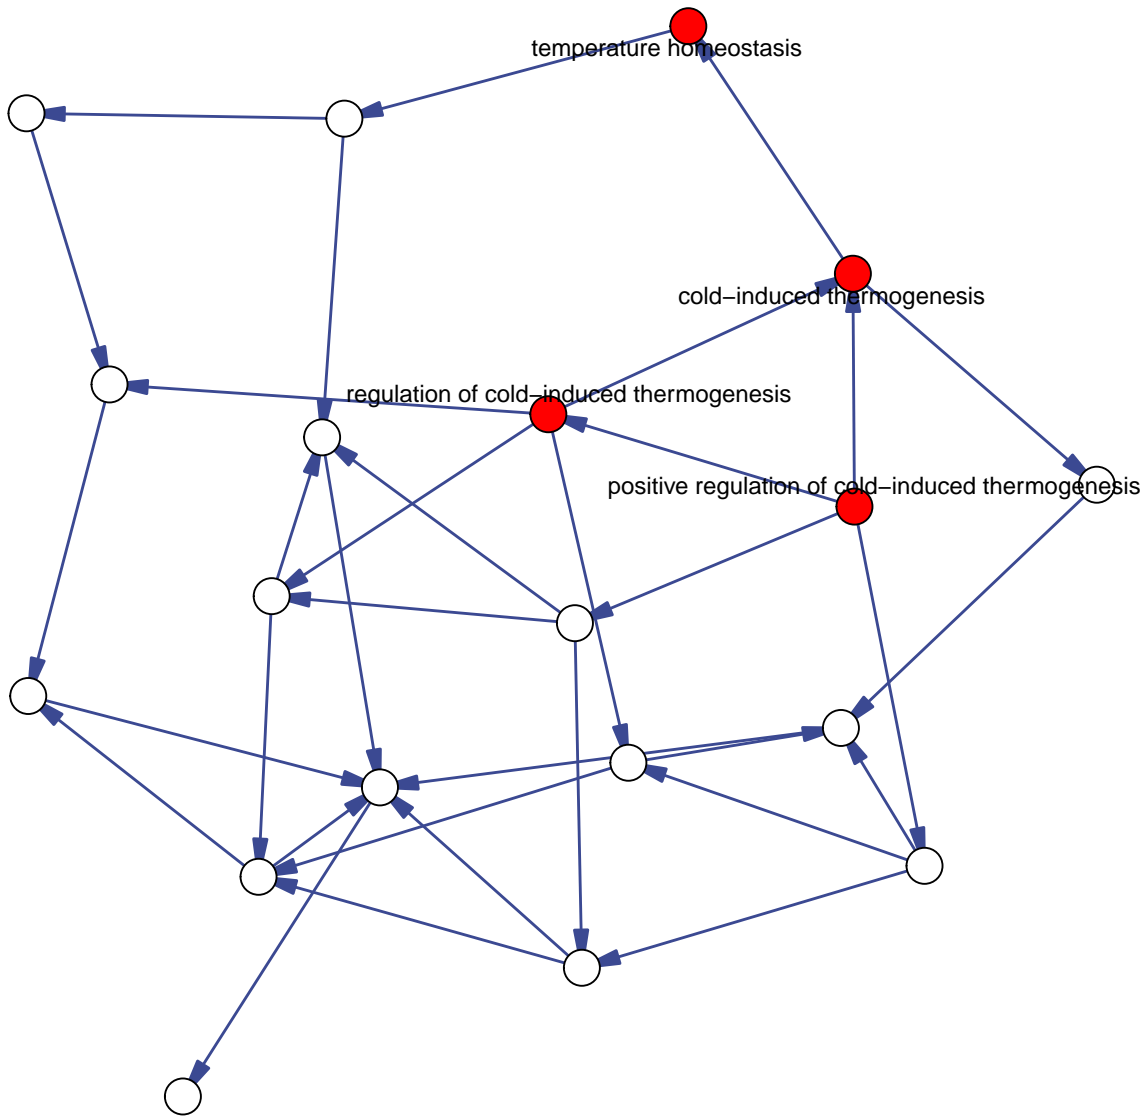 temperature homeostasis
cold−induced thermogenesis
regulation of cold−induced thermogenesis
positive regulation of cold−induced thermogenesis